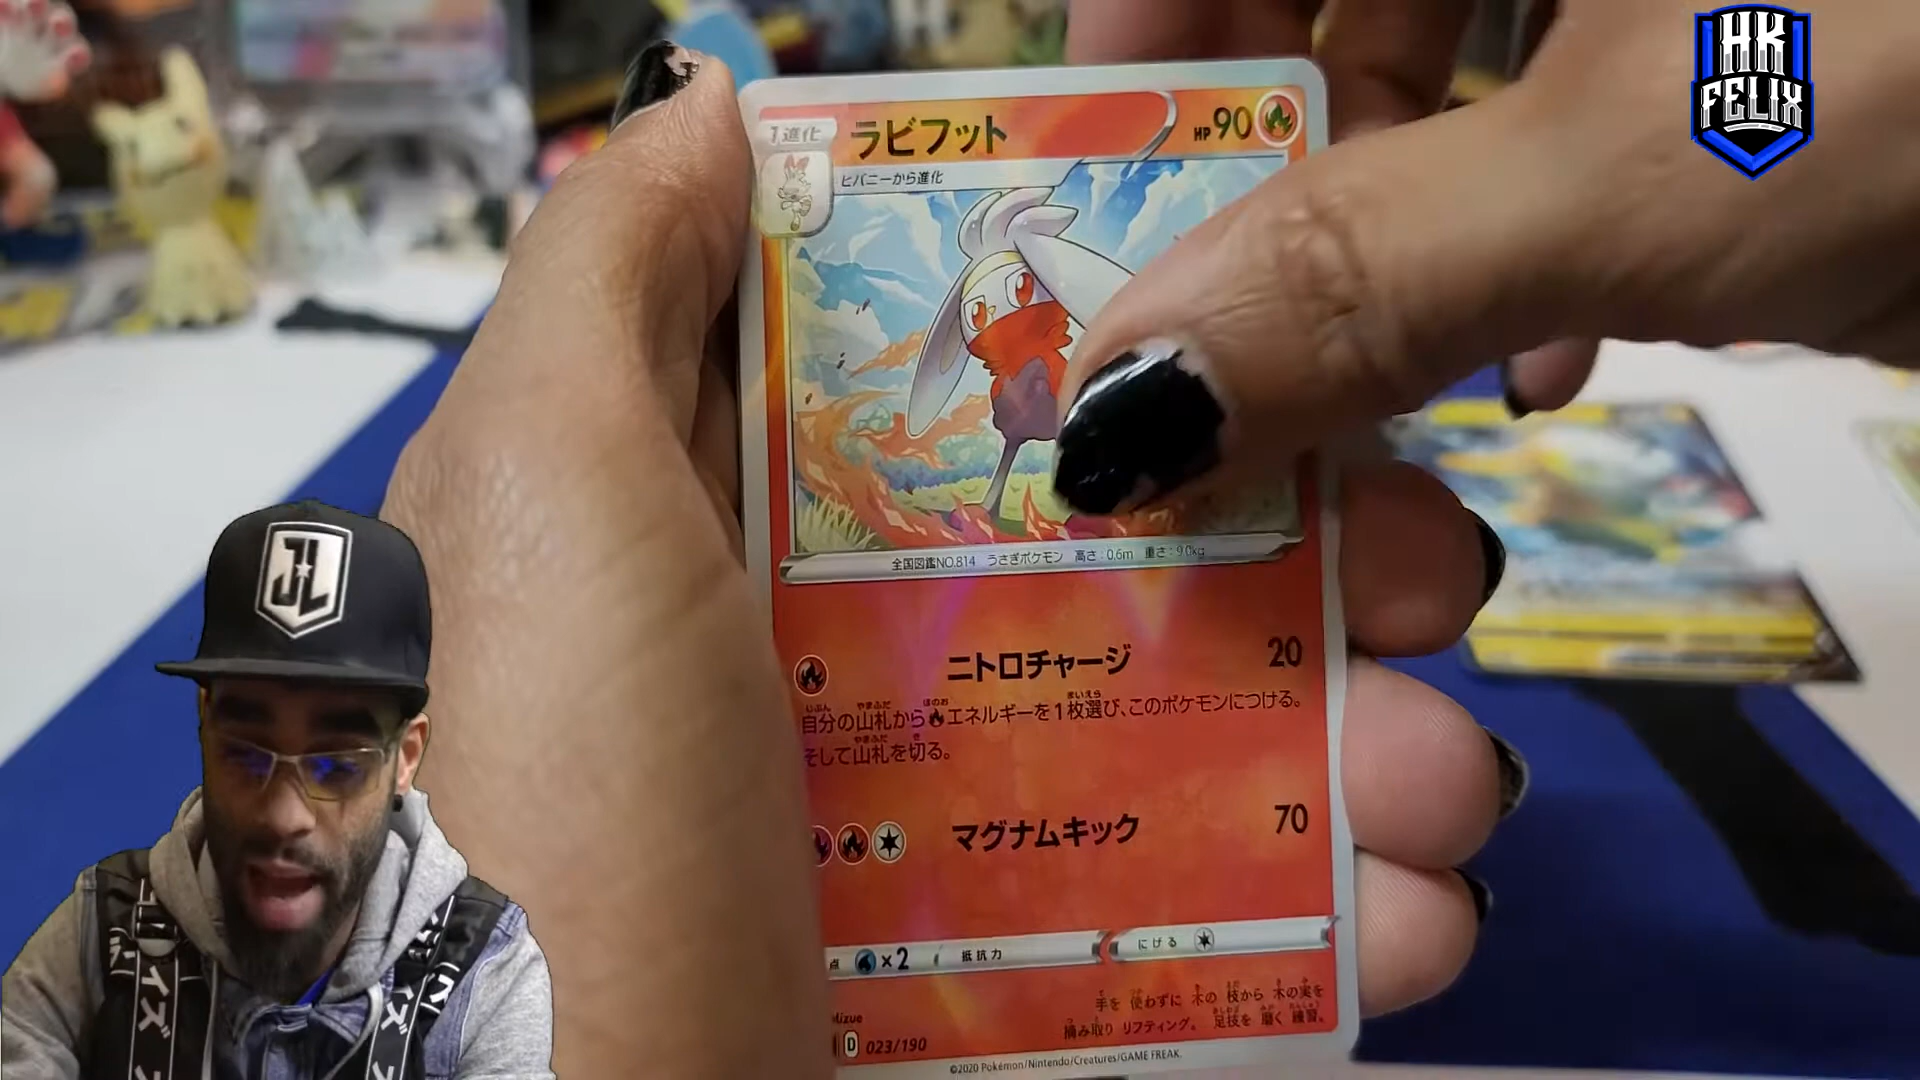 HK
FELIX
1進化
ラビフット
HP 90
ヒバニーから進化
全国図鑑NO.814 うさぎポケモン 高さ:0.6m 重さ:9.0kg
ニトロチャージ 20
自分の山札から エネルギーを1枚選び、このポケモンにつける。
そして山札を切る。
マグナムキック 70
点 ×2 抵抗力 にげる
手を 使わずに 木の 枝から 木の実を
摘み取り リフティング。 足技を 磨く 練習。
Mizue
D 023/190
©2020 Pokémon/Nintendo/Creatures/GAME FREAK.
JL